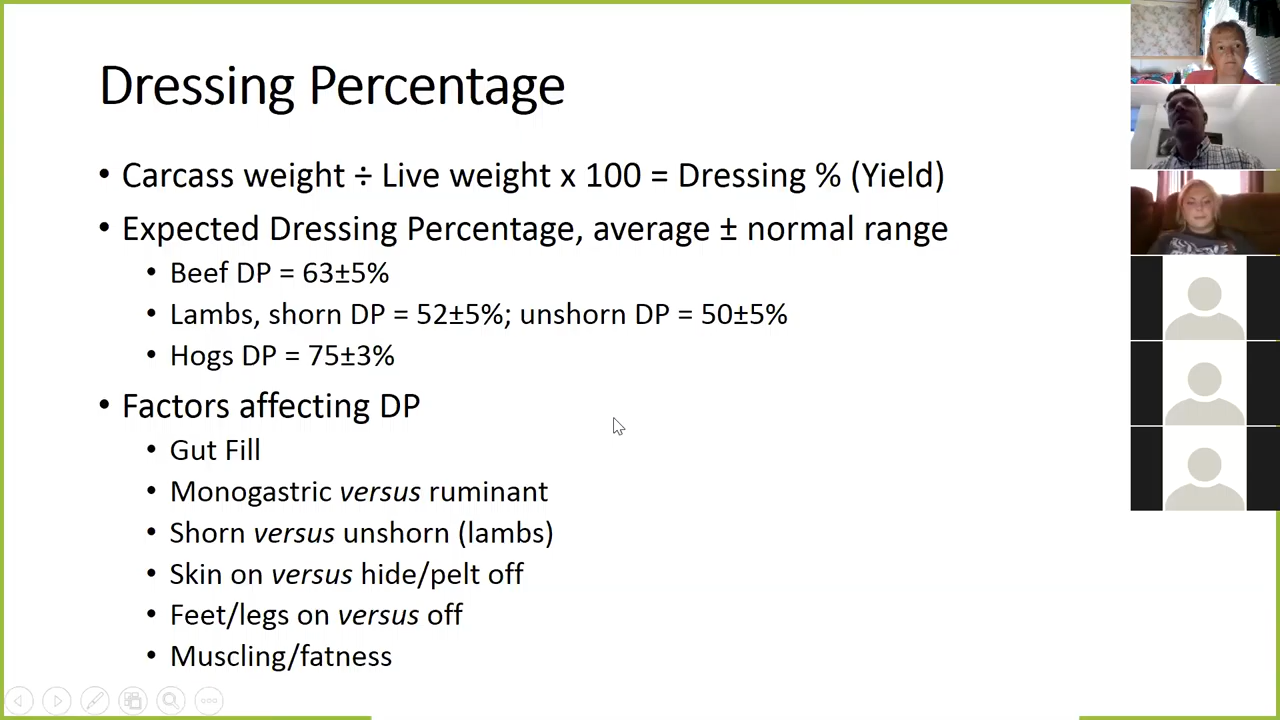 Dressing Percentage
• Carcass weight ÷ Live weight x 100 = Dressing % (Yield)
• Expected Dressing Percentage, average ± normal range
• Beef DP = 63±5%
• Lambs, shorn DP = 52±5%; unshorn DP = 50±5%
• Hogs DP = 75±3%
• Factors affecting DP
• Gut Fill
• Monogastric versus ruminant
• Shorn versus unshorn (lambs)
• Skin on versus hide/pelt off
• Feet/legs on versus off
• Muscling/fatness